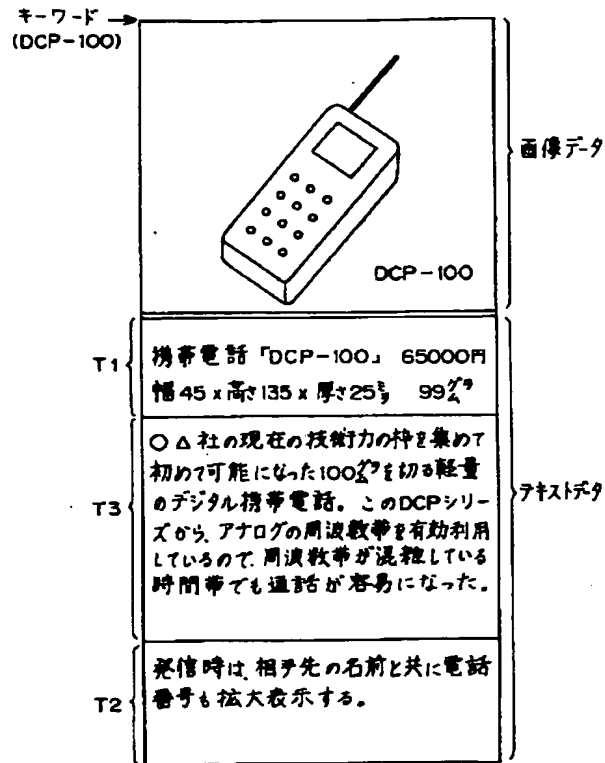 キーワード
(DCP-100)
画像データ
DCP-100
T1
携帯電話「DCP-100」 65000円
幅45×高さ135×厚さ25ミリ 99グラム
T3
○△社の現在の技術力の枠を集めて
初めて可能になった100グラムを切る軽量
のデジタル携帯電話。このDCPシリー
ズから、アナログの周波数帯を有効利用
しているので、周波数帯が混雑している
時間帯でも通話が容易になった。
テキストデータ
T2
発信時は、相手先の名前と共に電話
番号も拡大表示する。